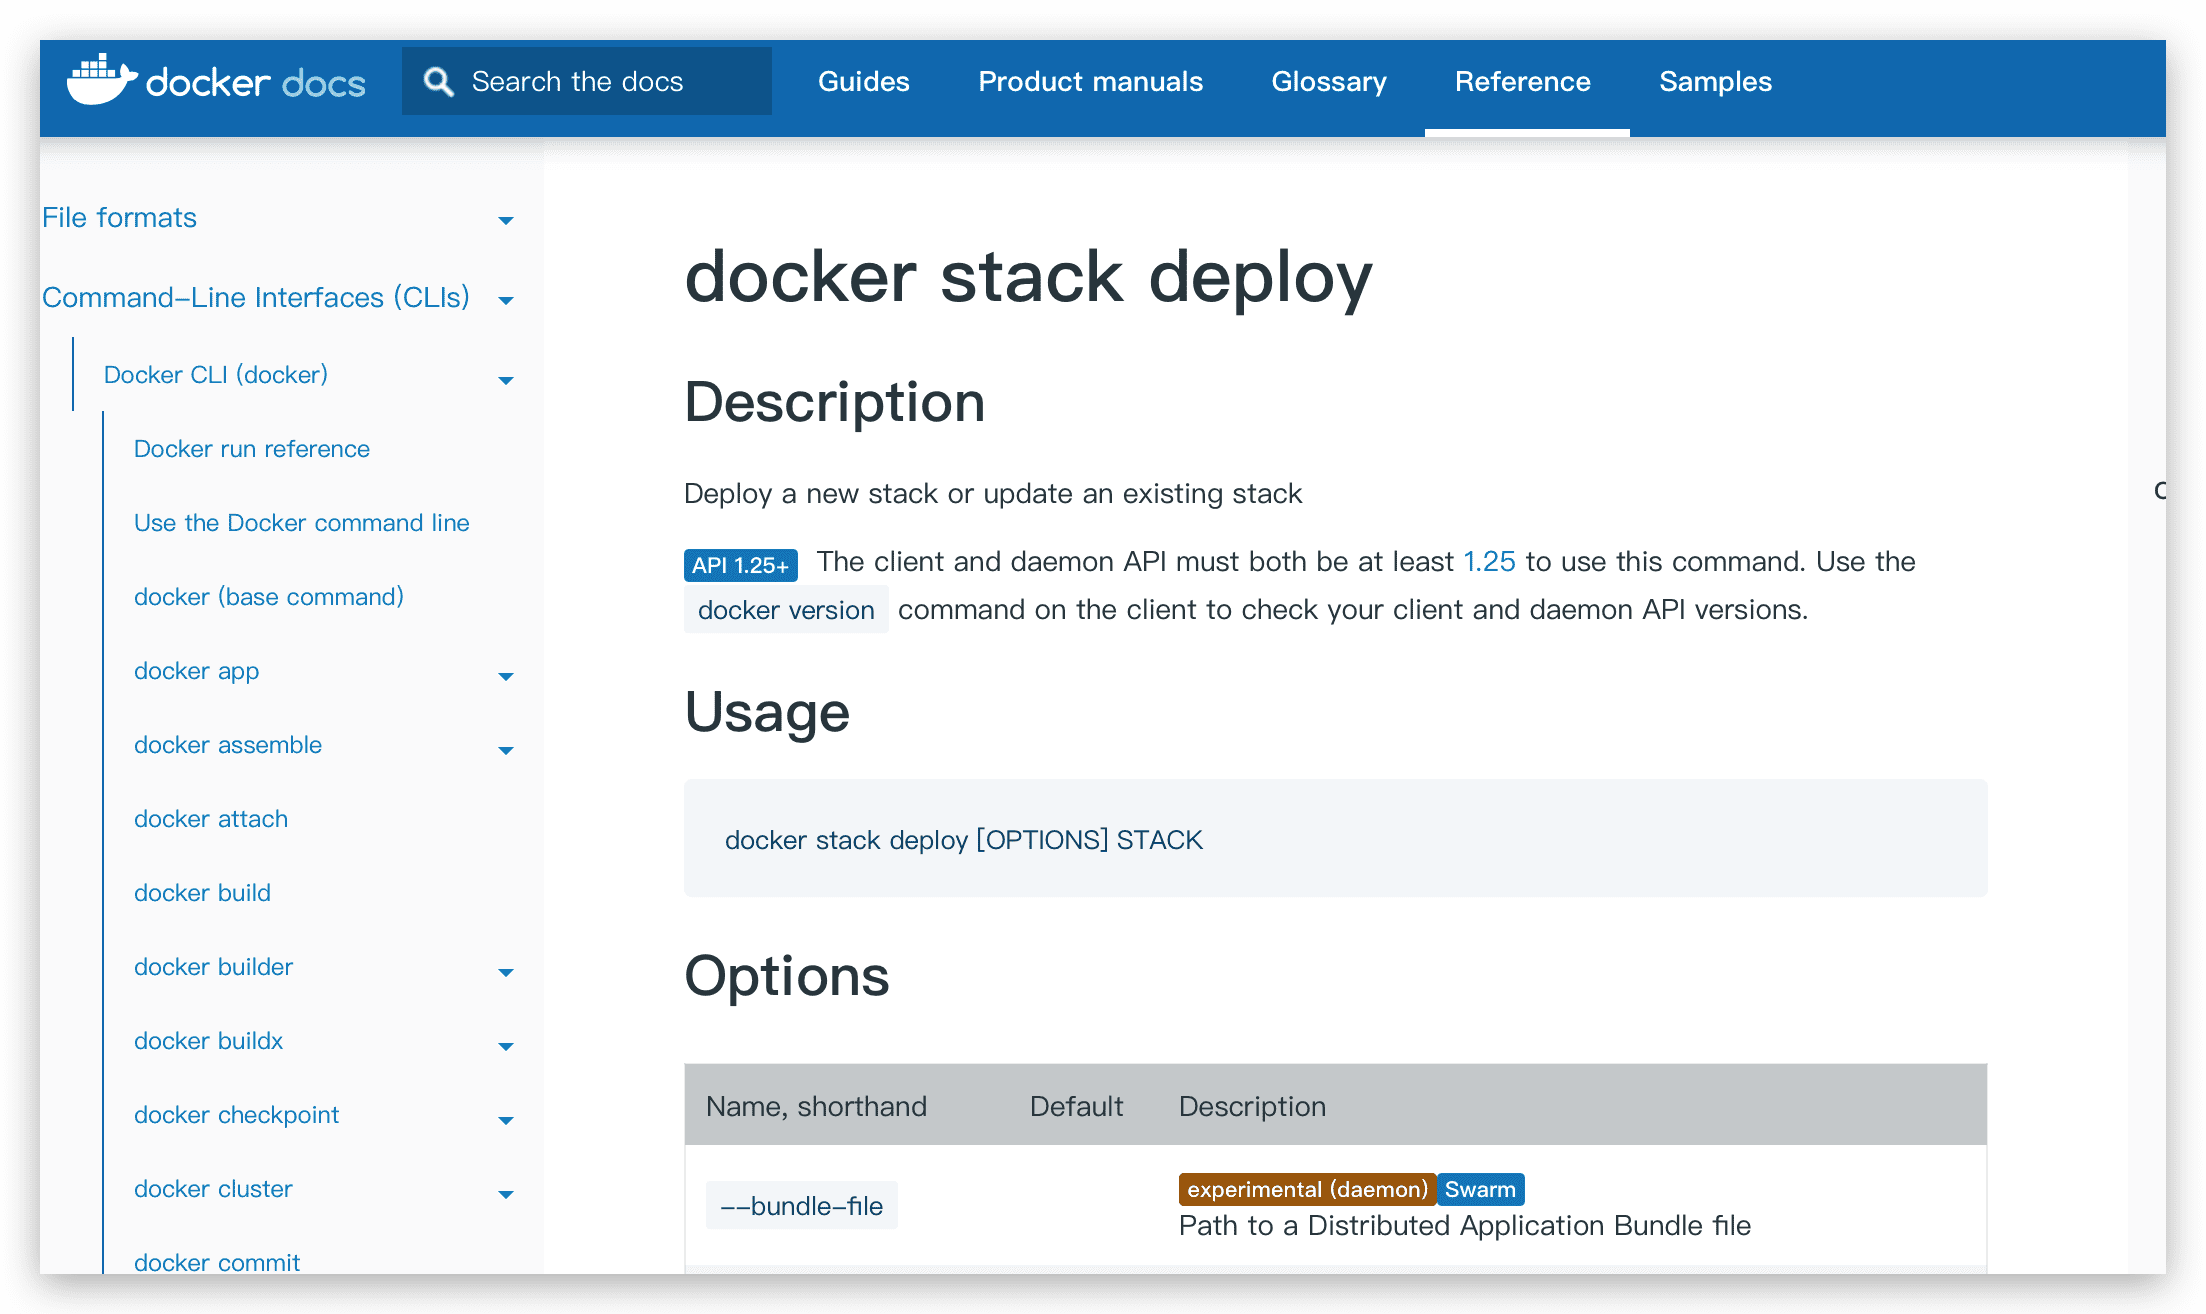 docker docs
Search the docs
Guides
Product manuals
Glossary
Reference
Samples
File formats
Command-Line Interfaces (CLIs)
Docker CLI (docker)
Docker run reference
Use the Docker command line
docker (base command)
docker app
docker assemble
docker attach
docker build
docker builder
docker buildx
docker checkpoint
docker cluster
docker commit
docker stack deploy
Description
Deploy a new stack or update an existing stack
API 1.25+ The client and daemon API must both be at least 1.25 to use this command. Use the
docker version command on the client to check your client and daemon API versions.
Usage
docker stack deploy [OPTIONS] STACK
Options
Name, shorthand Default Description
--bundle-file
experimental (daemon) Swarm
Path to a Distributed Application Bundle file